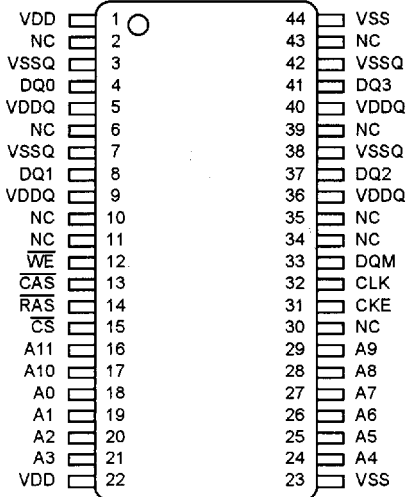 VDD 1 44 VSS
NC 2 43 NC
VSSQ 3 42 VSSQ
DQ0 4 41 DQ3
VDDQ 5 40 VDDQ
NC 6 39 NC
VSSQ 7 38 VSSQ
DQ1 8 37 DQ2
VDDQ 9 36 VDDQ
NC 10 35 NC
NC 11 34 NC
W̅E̅ 12 33 DQM
C̅A̅S̅ 13 32 CLK
R̅A̅S̅ 14 31 CKE
C̅S̅ 15 30 NC
A11 16 29 A9
A10 17 28 A8
A0 18 27 A7
A1 19 26 A6
A2 20 25 A5
A3 21 24 A4
VDD 22 23 VSS